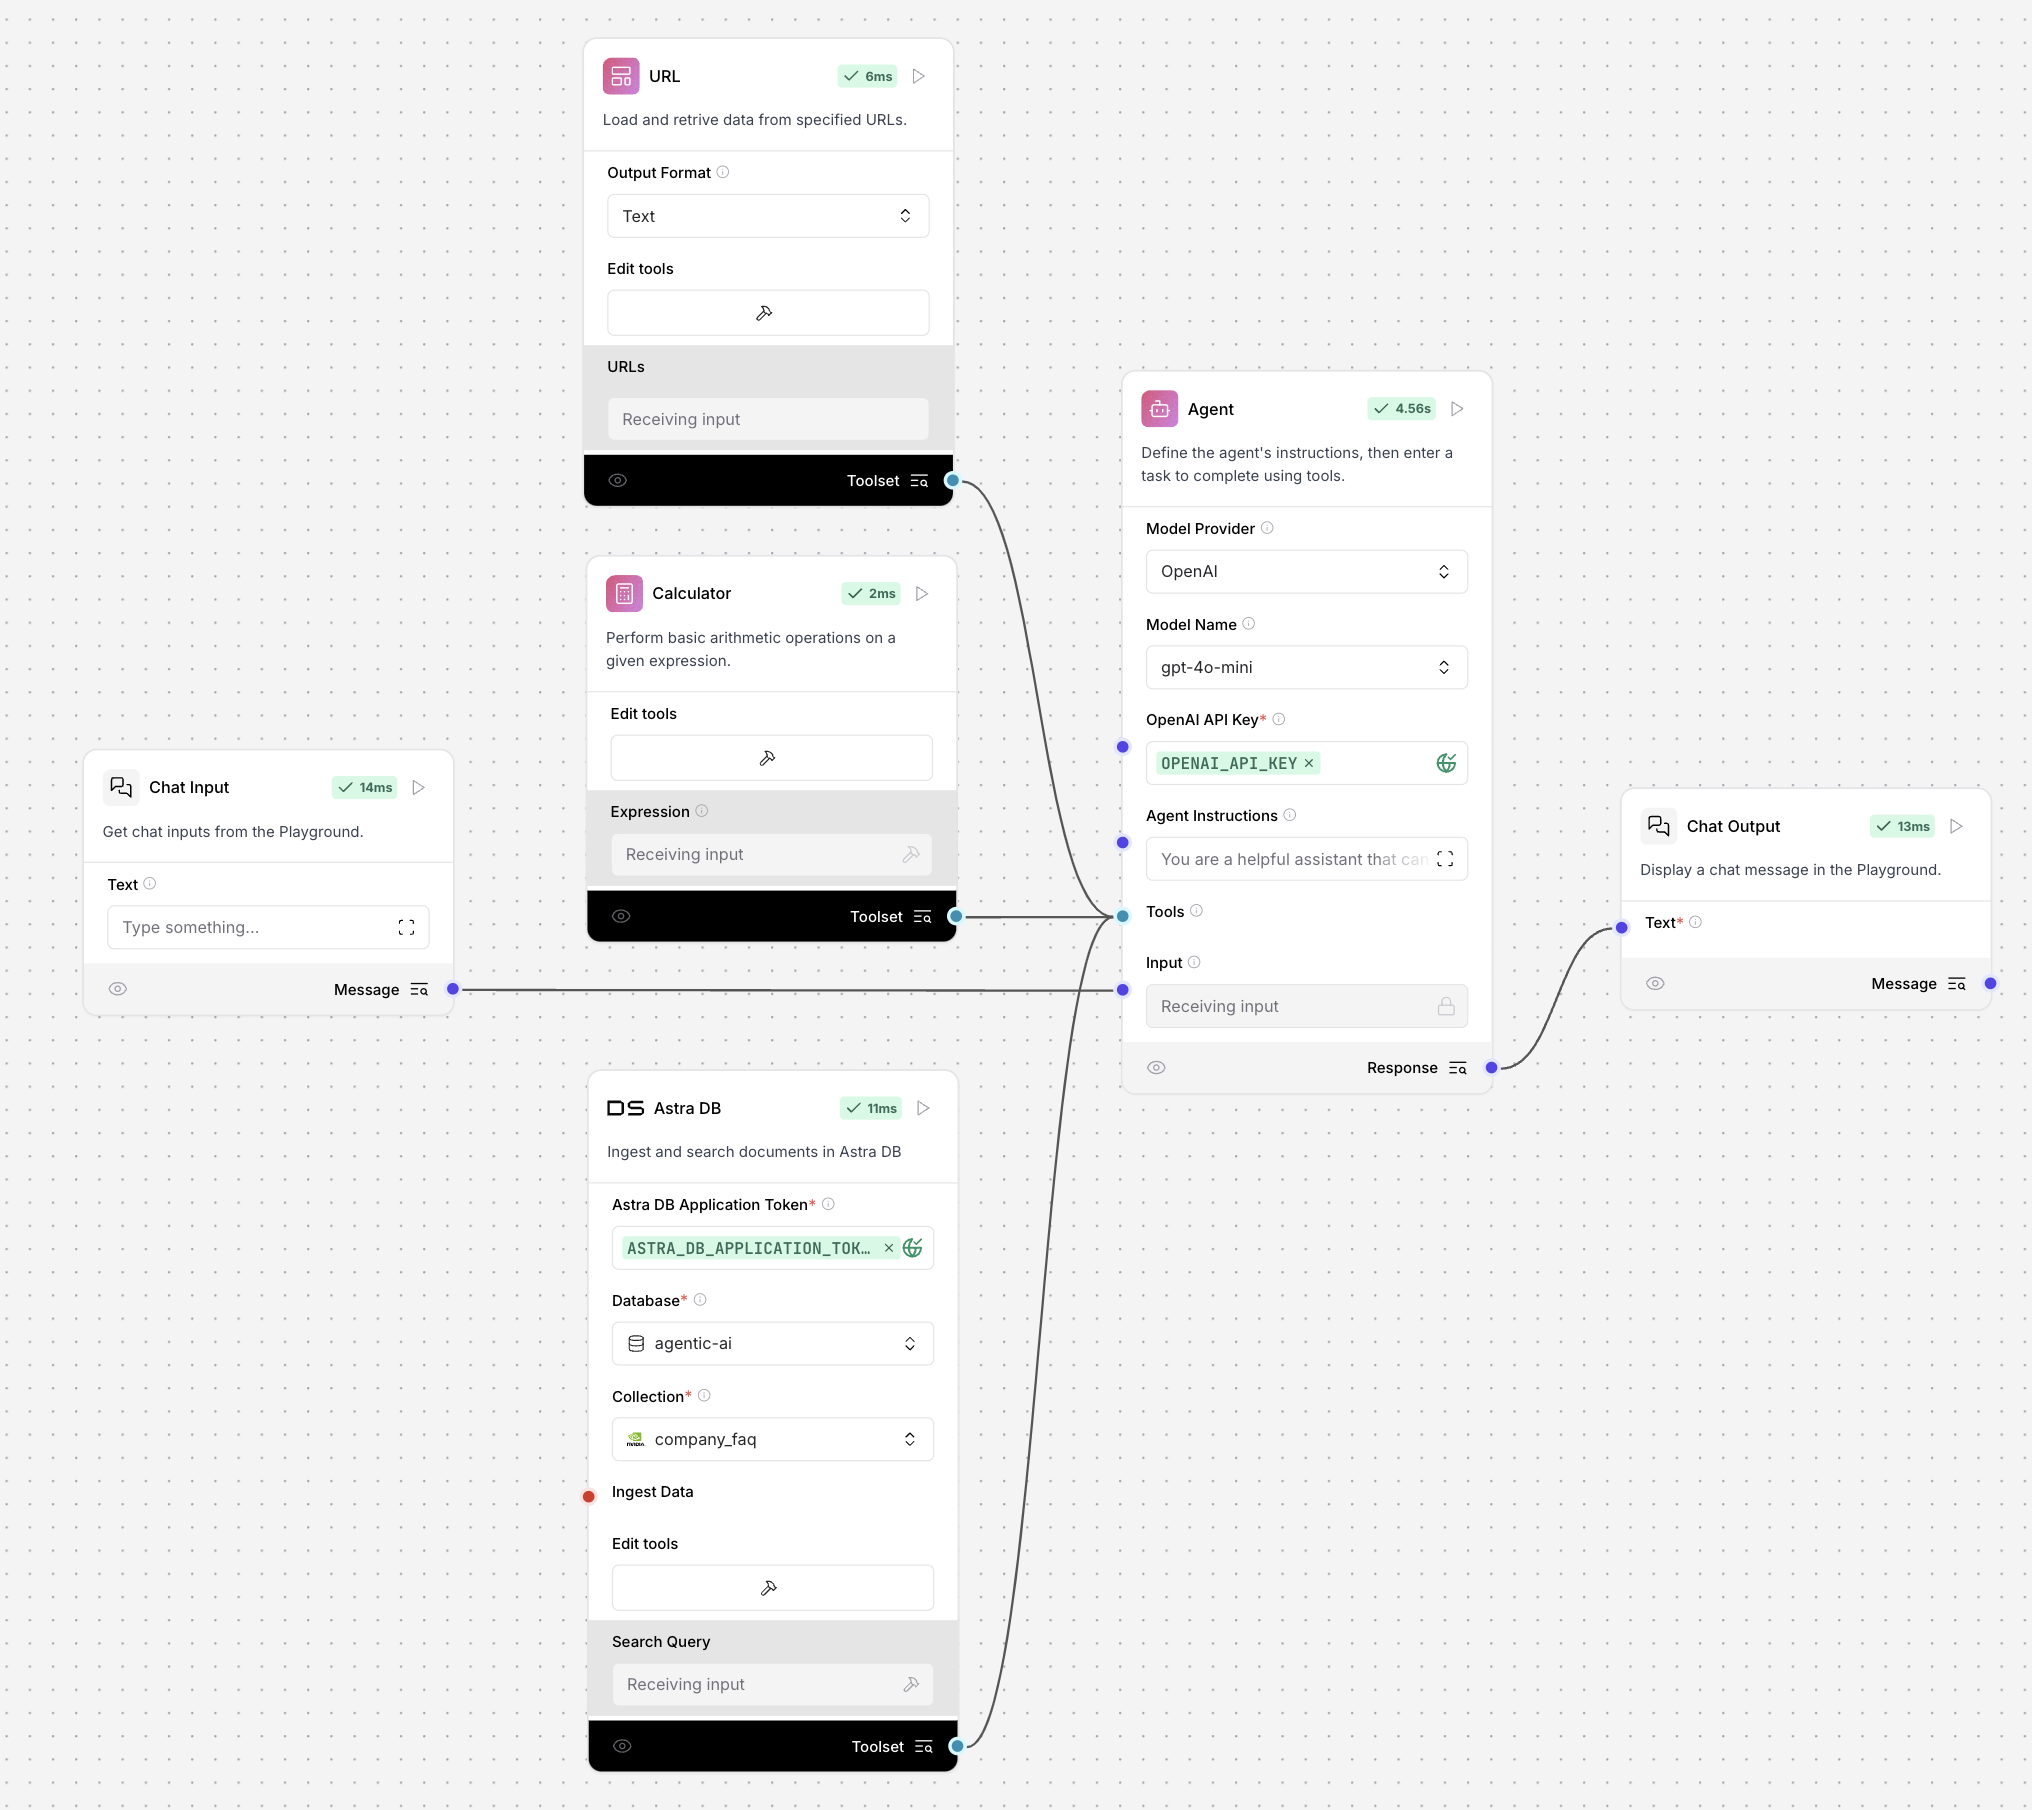 URL
6ms
Load and retrive data from specified URLs.
Output Format
Text
Edit tools
URLs
Receiving input
Toolset
Calculator
2ms
Perform basic arithmetic operations on a
given expression.
Edit tools
Expression
Receiving input
Toolset
Chat Input
14ms
Get chat inputs from the Playground.
Text
Type something...
Message
Astra DB
11ms
Ingest and search documents in Astra DB
Astra DB Application Token*
ASTRA_DB_APPLICATION_TOK…
Database*
agentic-ai
Collection*
NVIDIA
company_faq
Ingest Data
Edit tools
Search Query
Receiving input
Toolset
Agent
4.56s
Define the agent's instructions, then enter a
task to complete using tools.
Model Provider
OpenAI
Model Name
gpt-4o-mini
OpenAI API Key*
OPENAI_API_KEY
Agent Instructions
You are a helpful assistant that can
Tools
Input
Receiving input
Response
Chat Output
13ms
Display a chat message in the Playground.
Text*
Message